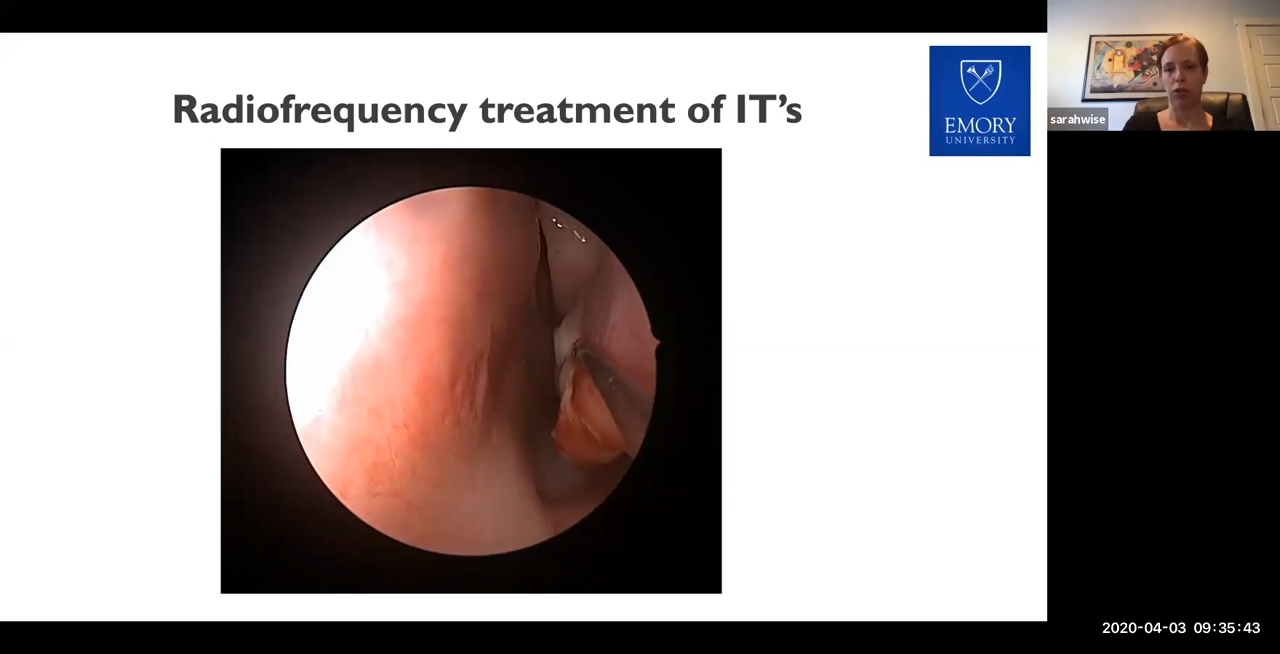 Radiofrequency treatment of IT’s
EMORY
UNIVERSITY
sarahwise
2020-04-03 09:35:43